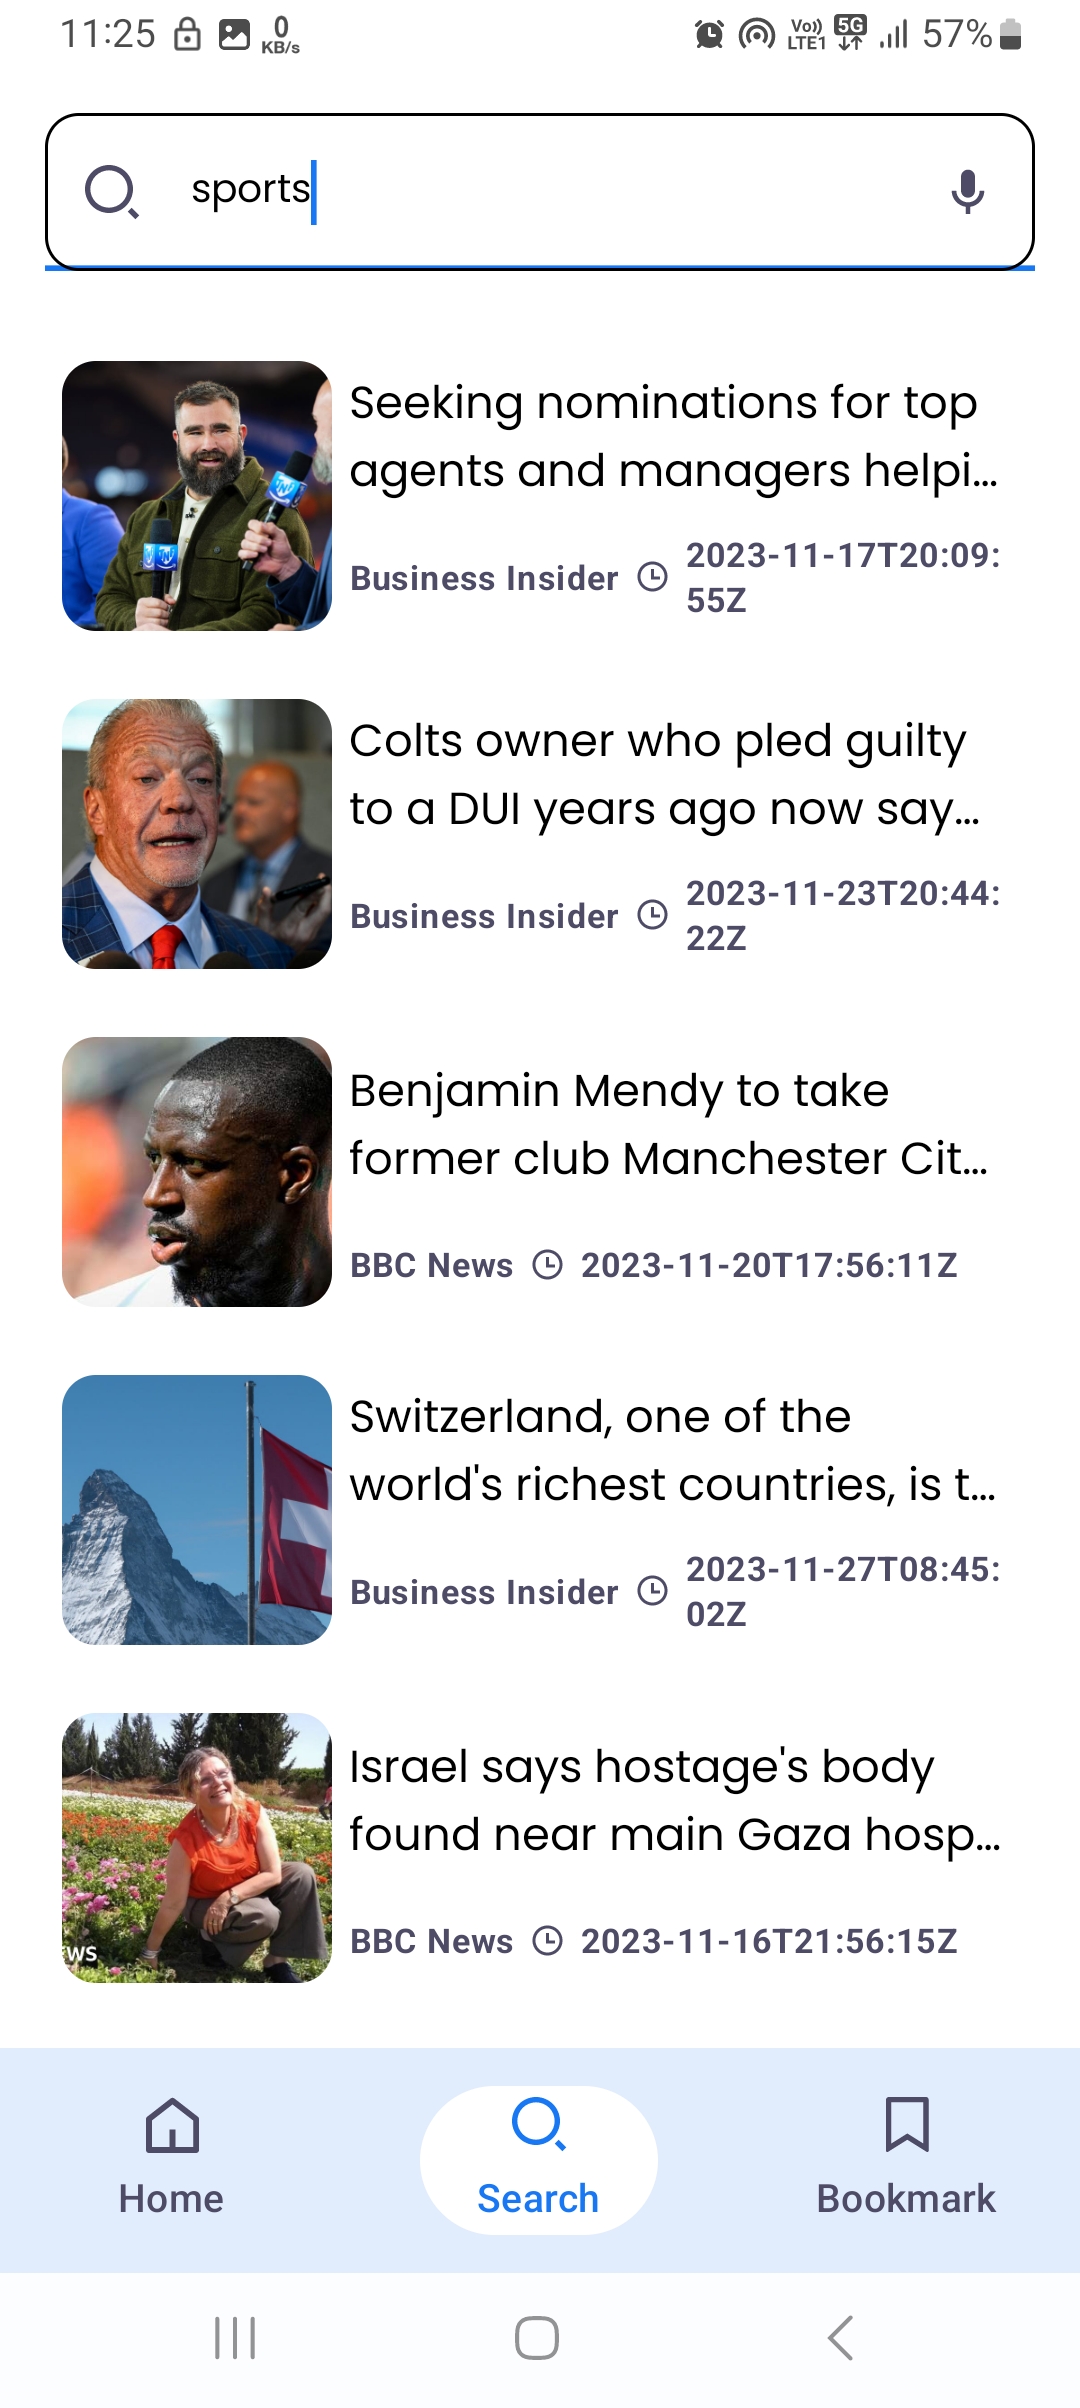 11:25 0 KB/s Vo)) LTE1 5G 57%
sports
Seeking nominations for top
agents and managers helpi...
Business Insider 2023-11-17T20:09:
55Z
Colts owner who pled guilty
to a DUI years ago now say...
Business Insider 2023-11-23T20:44:
22Z
Benjamin Mendy to take
former club Manchester Cit...
BBC News 2023-11-20T17:56:11Z
Switzerland, one of the
world's richest countries, is t...
Business Insider 2023-11-27T08:45:
02Z
Israel says hostage's body
found near main Gaza hosp...
BBC News 2023-11-16T21:56:15Z
WS
Home Search Bookmark